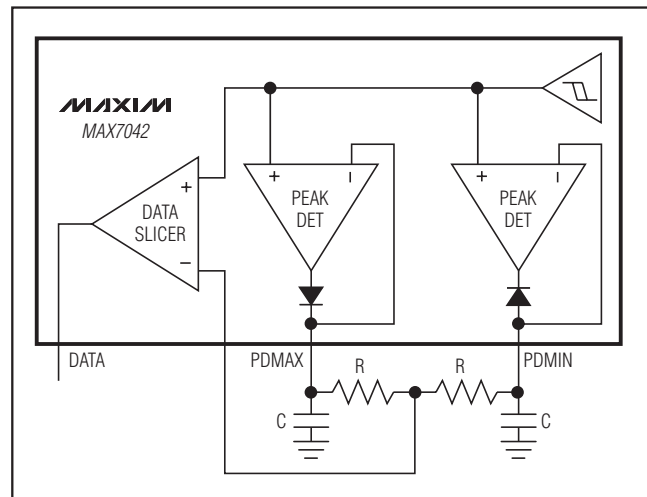 MAXIM
MAX7042
DATA
SLICER
+
−
PEAK
DET
+
−
PEAK
DET
+
−
DATA
PDMAX
R
R
PDMIN
C
C